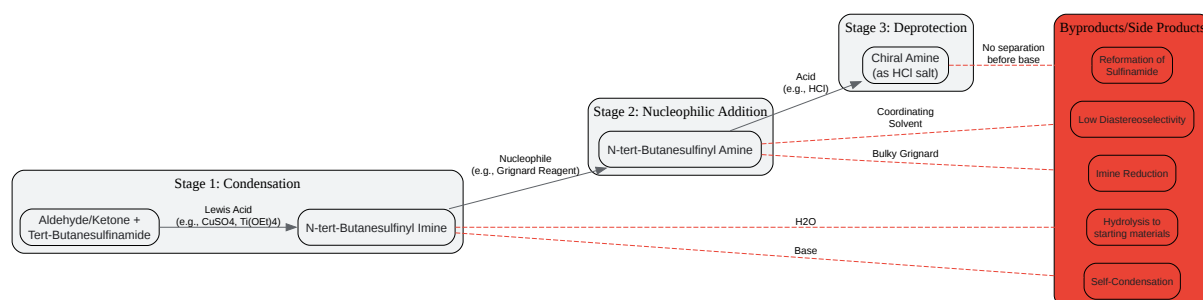 Stage 1: Condensation
Aldehyde/Ketone +
Tert-Butanesulfinamide
Lewis Acid
(e.g., CuSO4, Ti(OEt)4)
N-tert-Butanesulfinyl Imine
Nucleophile
(e.g., Grignard Reagent)
Stage 2: Nucleophilic Addition
N-tert-Butanesulfinyl Amine
Acid
(e.g., HCl)
Stage 3: Deprotection
Chiral Amine
(as HCl salt)
No separation
before base
Coordinating
Solvent
Bulky Grignard
H2O
Base
Byproducts/Side Products
Reformation of
Sulfinamide
Low Diastereoselectivity
Imine Reduction
Hydrolysis to
starting materials
Self-Condensation